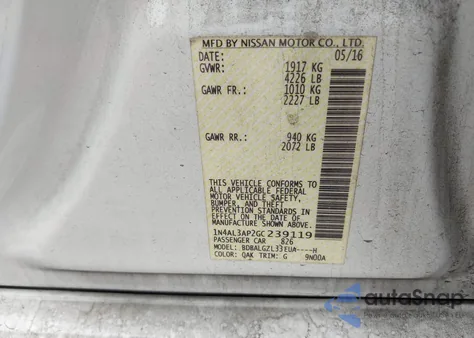 MFD BY NISSAN MOTOR CO., LTD.
DATE: 05/16
GVWR: 1917 KG
4226 LB
GAWR FR.: 1010 KG
2227 LB
GAWR RR.: 940 KG
2072 LB
THIS VEHICLE CONFORMS TO
ALL APPLICABLE FEDERAL
MOTOR VEHICLE SAFETY,
BUMPER, AND THEFT
PREVENTION STANDARDS IN
EFFECT ON THE DATE OF
MANUFACTURE SHOWN ABOVE.
1N4AL3AP2GC239119
PASSENGER CAR 826
MODEL: BDBALGZL33EUA----H
COLOR: QAK TRIM: G 9N00A
autoSnap